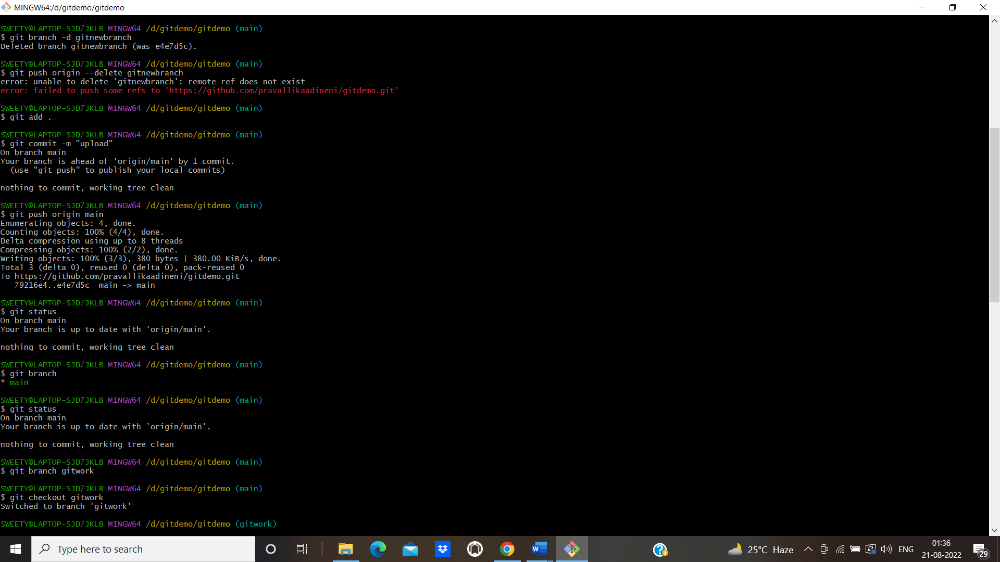 MINGW64:/d/gitdemo/gitdemo
SWEETY@LAPTOP-SJD7JKLB MINGW64 /d/gitdemo/gitdemo (main)
$ git branch -d gitnewbranch
Deleted branch gitnewbranch (was e4e7d5c).
SWEETY@LAPTOP-SJD7JKLB MINGW64 /d/gitdemo/gitdemo (main)
$ git push origin --delete gitnewbranch
error: unable to delete 'gitnewbranch': remote ref does not exist
error: failed to push some refs to 'https://github.com/pravallikaadineni/gitdemo.git'
SWEETY@LAPTOP-SJD7JKLB MINGW64 /d/gitdemo/gitdemo (main)
$ git add .
SWEETY@LAPTOP-SJD7JKLB MINGW64 /d/gitdemo/gitdemo (main)
$ git commit -m "upload"
On branch main
Your branch is ahead of 'origin/main' by 1 commit.
  (use "git push" to publish your local commits)
nothing to commit, working tree clean
SWEETY@LAPTOP-SJD7JKLB MINGW64 /d/gitdemo/gitdemo (main)
$ git push origin main
Enumerating objects: 4, done.
Counting objects: 100% (4/4), done.
Delta compression using up to 8 threads
Compressing objects: 100% (2/2), done.
Writing objects: 100% (3/3), 380 bytes | 380.00 KiB/s, done.
Total 3 (delta 0), reused 0 (delta 0), pack-reused 0
To https://github.com/pravallikaadineni/gitdemo.git
   79216e4..e4e7d5c  main -> main
SWEETY@LAPTOP-SJD7JKLB MINGW64 /d/gitdemo/gitdemo (main)
$ git status
On branch main
Your branch is up to date with 'origin/main'.
nothing to commit, working tree clean
SWEETY@LAPTOP-SJD7JKLB MINGW64 /d/gitdemo/gitdemo (main)
$ git branch
* main
SWEETY@LAPTOP-SJD7JKLB MINGW64 /d/gitdemo/gitdemo (main)
$ git status
On branch main
Your branch is up to date with 'origin/main'.
nothing to commit, working tree clean
SWEETY@LAPTOP-SJD7JKLB MINGW64 /d/gitdemo/gitdemo (main)
$ git branch gitwork
SWEETY@LAPTOP-SJD7JKLB MINGW64 /d/gitdemo/gitdemo (main)
$ git checkout gitwork
Switched to branch 'gitwork'
SWEETY@LAPTOP-SJD7JKLB MINGW64 /d/gitdemo/gitdemo (gitwork)
Type here to search
25°C Haze
ENG
01:36
21-08-2022
29